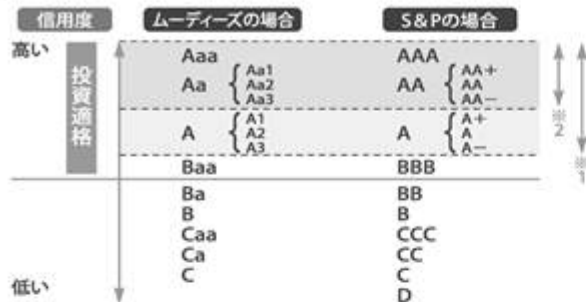 信用度 ムーディーズの場合 S&Pの場合
高い
投資適格
Aaa AAA
Aa Aa1 Aa2 Aa3 AA AA+ AA AA−
A A1 A2 A3 A A+ A A−
Baa BBB
Ba BB
B B
Caa CCC
Ca CC
C C
低い D
※2
※1